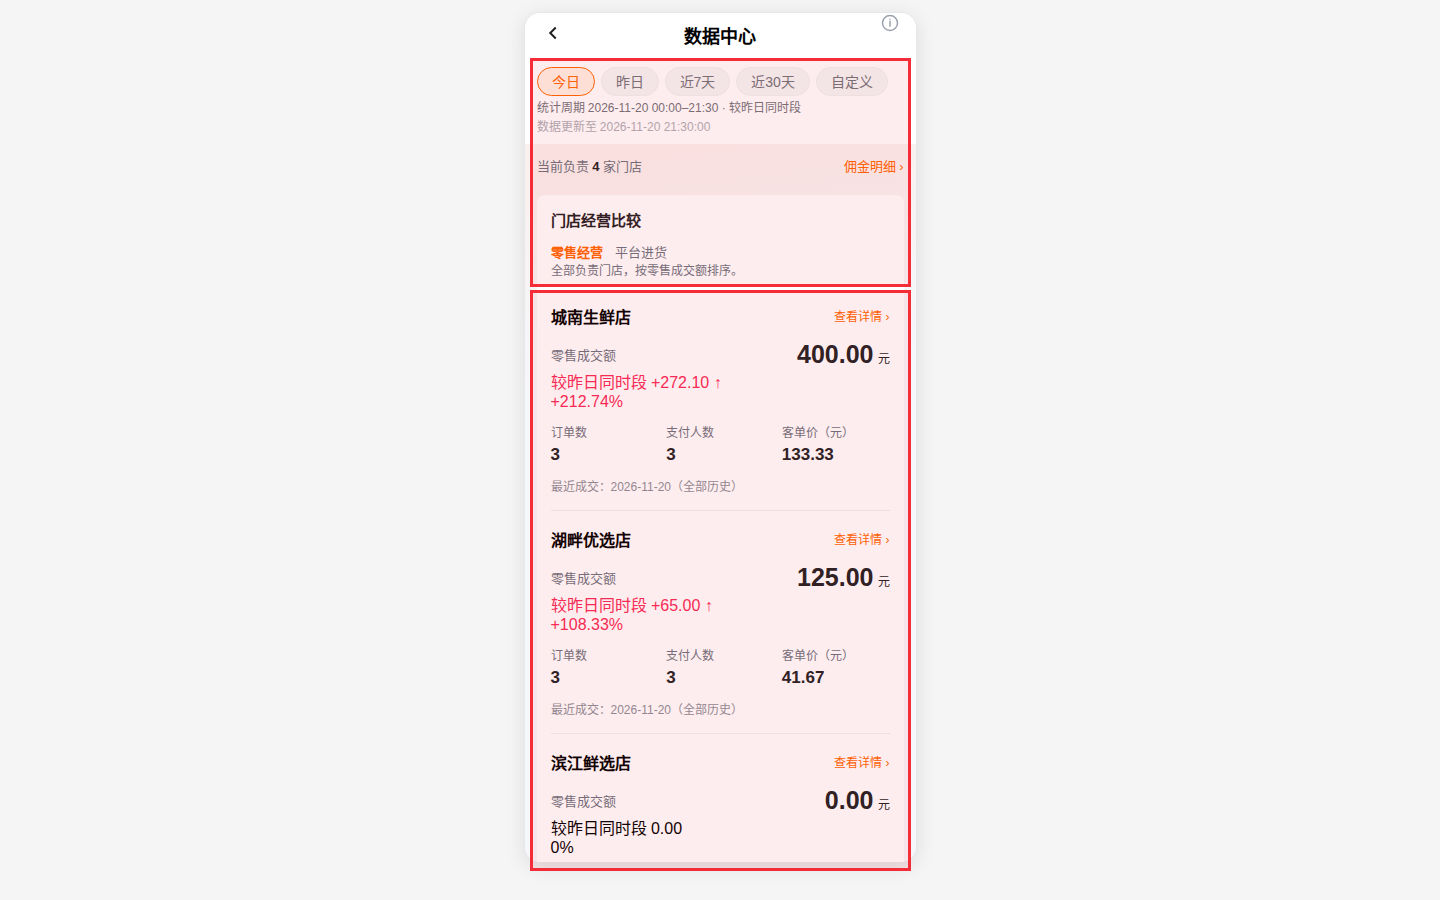 数据中心
今日 昨日 近7天 近30天 自定义
统计周期 2026-11-20 00:00–21:30 · 较昨日同时段
数据更新至 2026-11-20 21:30:00
当前负责 4 家门店 佣金明细 ›
门店经营比较
零售经营 平台进货
全部负责门店，按零售成交额排序。
城南生鲜店 查看详情 ›
零售成交额 400.00 元
较昨日同时段 +272.10 ↑
+212.74%
订单数 支付人数 客单价（元）
3 3 133.33
最近成交：2026-11-20（全部历史）
湖畔优选店 查看详情 ›
零售成交额 125.00 元
较昨日同时段 +65.00 ↑
+108.33%
订单数 支付人数 客单价（元）
3 3 41.67
最近成交：2026-11-20（全部历史）
滨江鲜选店 查看详情 ›
零售成交额 0.00 元
较昨日同时段 0.00
0%